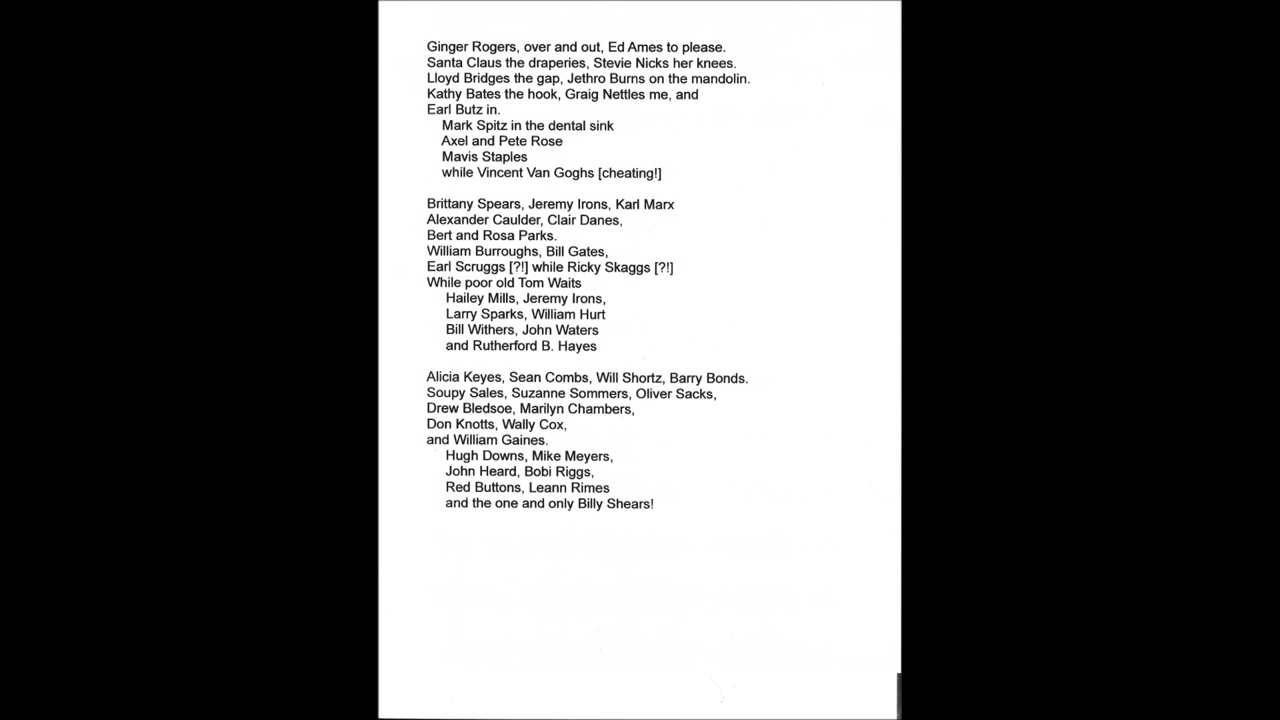 Ginger Rogers, over and out, Ed Ames to please.
Santa Claus the draperies, Stevie Nicks her knees.
Lloyd Bridges the gap, Jethro Burns on the mandolin.
Kathy Bates the hook, Graig Nettles me, and
Earl Butz in.
Mark Spitz in the dental sink
Axel and Pete Rose
Mavis Staples
while Vincent Van Goghs [cheating!]
Brittany Spears, Jeremy Irons, Karl Marx
Alexander Caulder, Clair Danes,
Bert and Rosa Parks.
William Burroughs, Bill Gates,
Earl Scruggs [?!] while Ricky Skaggs [?!]
While poor old Tom Waits
Hailey Mills, Jeremy Irons,
Larry Sparks, William Hurt
Bill Withers, John Waters
and Rutherford B. Hayes
Alicia Keyes, Sean Combs, Will Shortz, Barry Bonds.
Soupy Sales, Suzanne Sommers, Oliver Sacks,
Drew Bledsoe, Marilyn Chambers,
Don Knotts, Wally Cox,
and William Gaines.
Hugh Downs, Mike Meyers,
John Heard, Bobi Riggs,
Red Buttons, Leann Rimes
and the one and only Billy Shears!